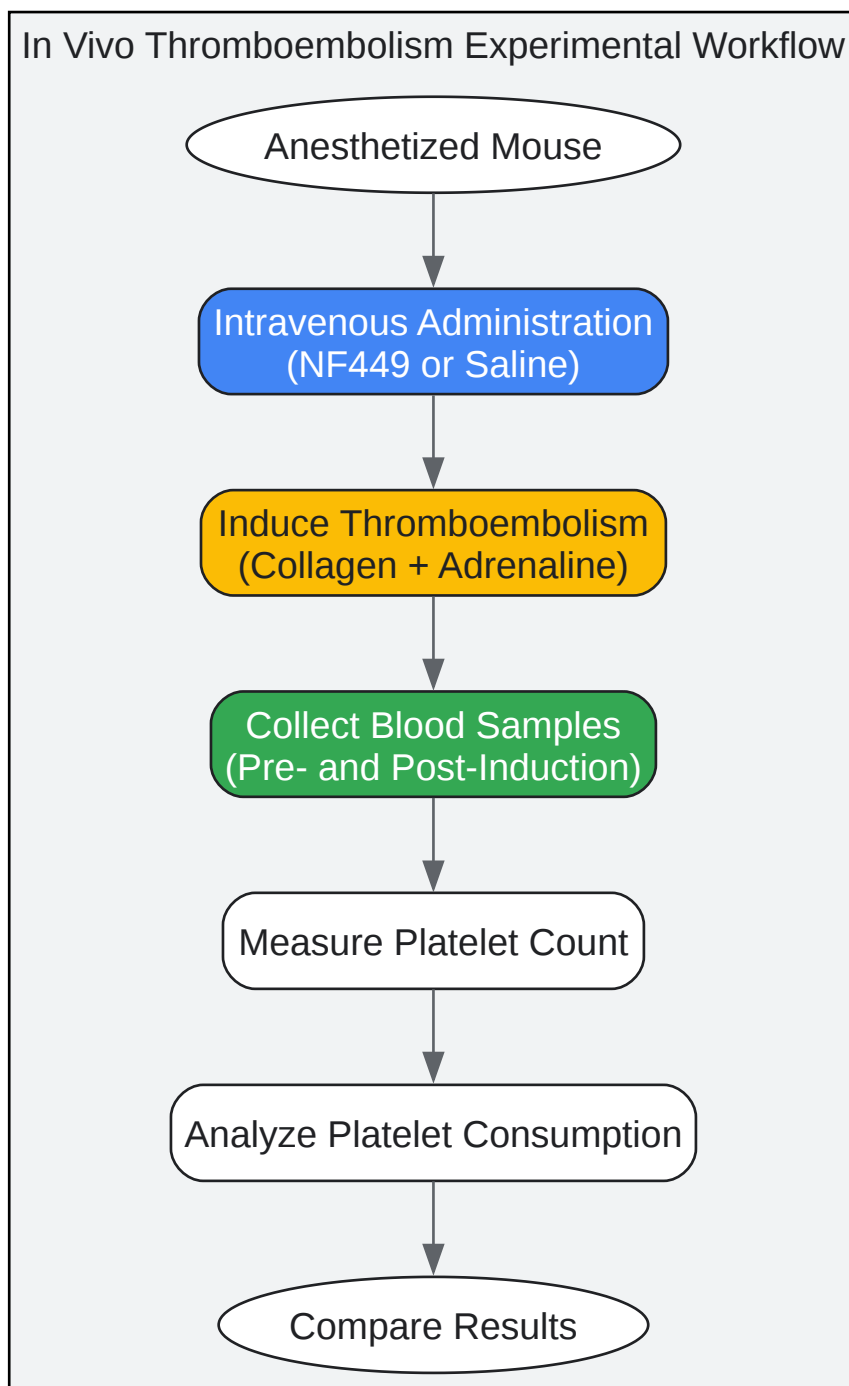 In Vivo Thromboembolism Experimental Workflow
Anesthetized Mouse
Intravenous Administration
(NF449 or Saline)
Induce Thromboembolism
(Collagen + Adrenaline)
Collect Blood Samples
(Pre- and Post-Induction)
Measure Platelet Count
Analyze Platelet Consumption
Compare Results